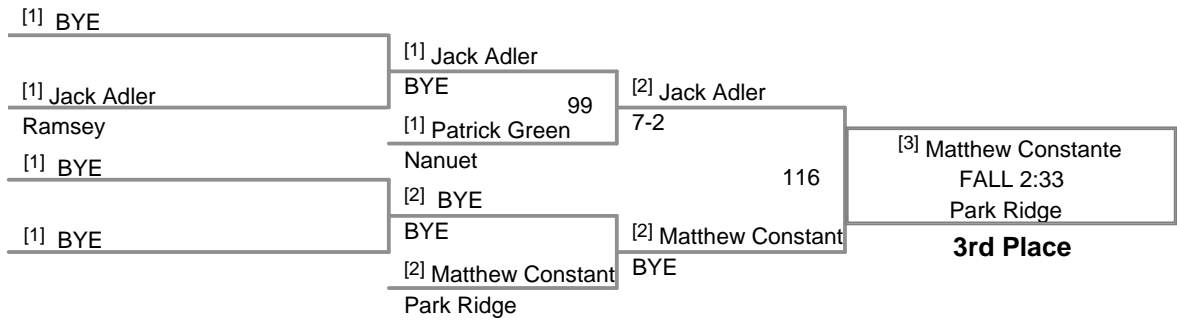 [1] BYE
[1] Jack Adler
Ramsey
[1] BYE
[1] BYE
[1] Jack Adler
BYE
99
[1] Patrick Green
Nanuet
[2] BYE
BYE
[2] Matthew Constant
Park Ridge
[2] Jack Adler
7-2
116
[2] Matthew Constant
BYE
[3] Matthew Constante
FALL 2:33
Park Ridge
3rd Place